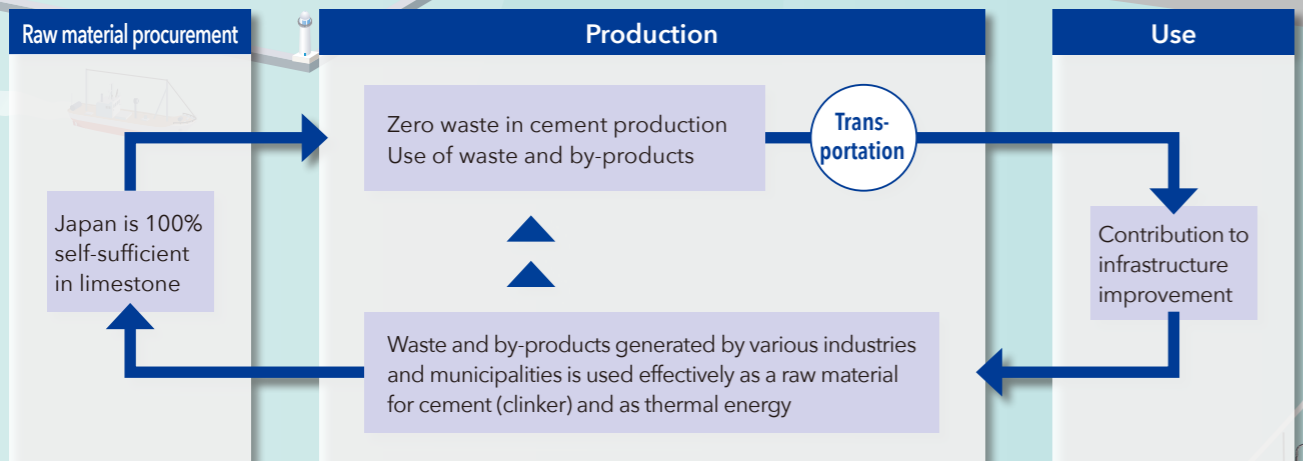 Raw material procurement
Production
Use
Zero waste in cement production
Use of waste and by-products
Trans-
portation
Japan is 100%
self-sufficient
in limestone
Contribution to
infrastructure
improvement
Waste and by-products generated by various industries
and municipalities is used effectively as a raw material
for cement (clinker) and as thermal energy